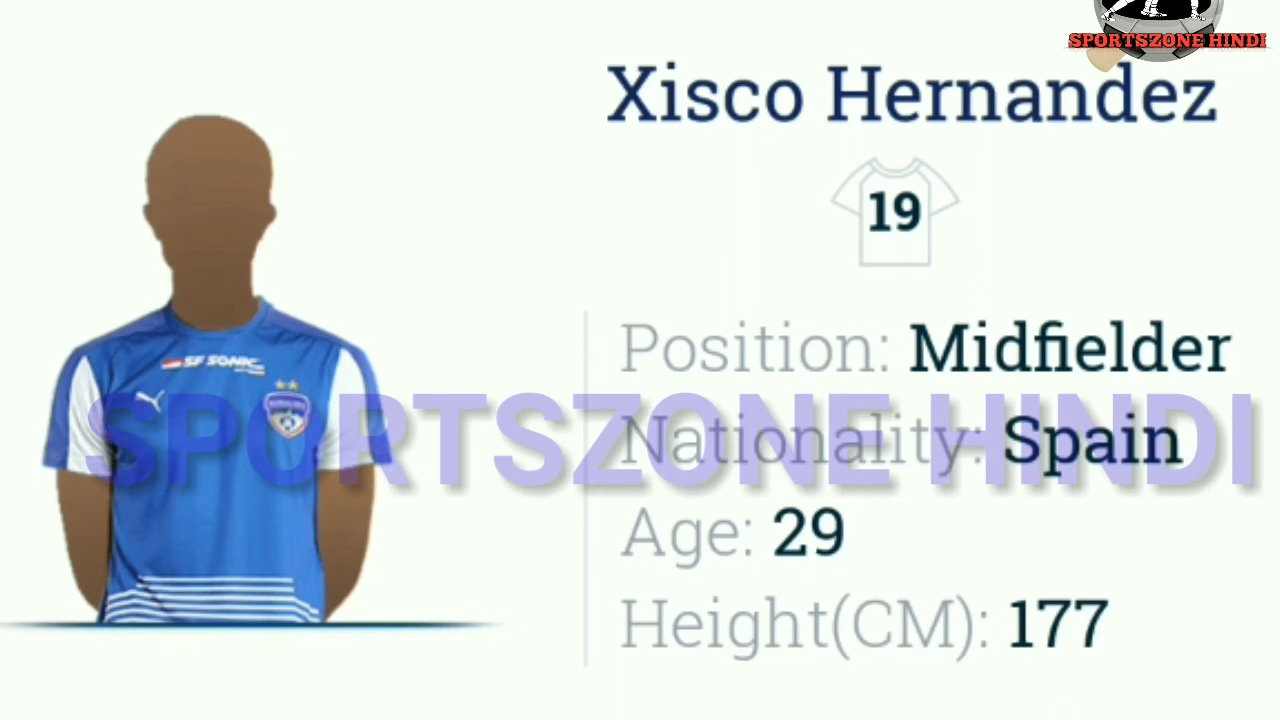 SPORTSZONE HINDI
Xisco Hernandez
19
Position: Midfielder
Nationality: Spain
SPORTSZONE HINDI
Age: 29
Height(CM): 177
SF SONIC